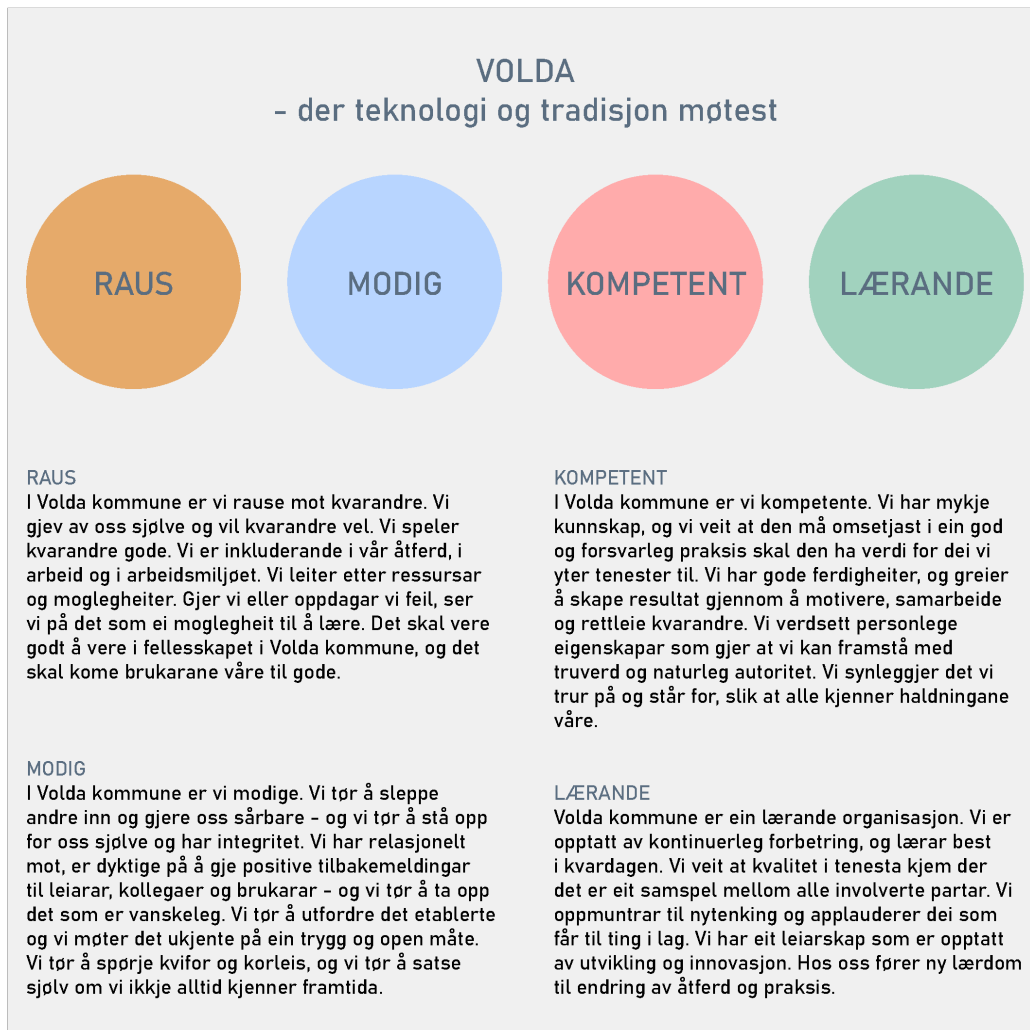 VOLDA
- der teknologi og tradisjon møtest
RAUS
MODIG
KOMPETENT
LÆRANDE
RAUS
I Volda kommune er vi rause mot kvarandre. Vi
gjev av oss sjølve og vil kvarandre vel. Vi speler
kvarandre gode. Vi er inkluderande i vår åtferd, i
arbeid og i arbeidsmiljøet. Vi leiter etter ressursar
og moglegheiter. Gjer vi eller oppdagar vi feil, ser
vi på det som ei moglegheit til å lære. Det skal vere
godt å vere i fellesskapet i Volda kommune, og det
skal kome brukarane våre til gode.
MODIG
I Volda kommune er vi modige. Vi tør å sleppe
andre inn og gjere oss sårbare - og vi tør å stå opp
for oss sjølve og har integritet. Vi har relasjonelt
mot, er dyktige på å gje positive tilbakemeldingar
til leiarar, kollegaer og brukarar - og vi tør å ta opp
det som er vanskeleg. Vi tør å utfordre det etablerte
og vi møter det ukjente på ein trygg og open måte.
Vi tør å spørje kvifor og korleis, og vi tør å satse
sjølv om vi ikkje alltid kjenner framtida.
KOMPETENT
I Volda kommune er vi kompetente. Vi har mykje
kunnskap, og vi veit at den må omsetjast i ein god
og forsvarleg praksis skal den ha verdi for dei vi
yter tenester til. Vi har gode ferdigheiter, og greier
å skape resultat gjennom å motivere, samarbeide
og rettleie kvarandre. Vi verdsett personlege
eigenskapar som gjer at vi kan framstå med
truverd og naturleg autoritet. Vi synleggjer det vi
trur på og står for, slik at alle kjenner haldningane
våre.
LÆRANDE
Volda kommune er ein lærande organisasjon. Vi er
opptatt av kontinuerleg forbetring, og lærar best
i kvardagen. Vi veit at kvalitet i tenesta kjem der
det er eit samspel mellom alle involverte partar. Vi
oppmuntrar til nytenking og applauderer dei som
får til ting i lag. Vi har eit leiarskap som er opptatt
av utvikling og innovasjon. Hos oss fører ny lærdom
til endring av åtferd og praksis.